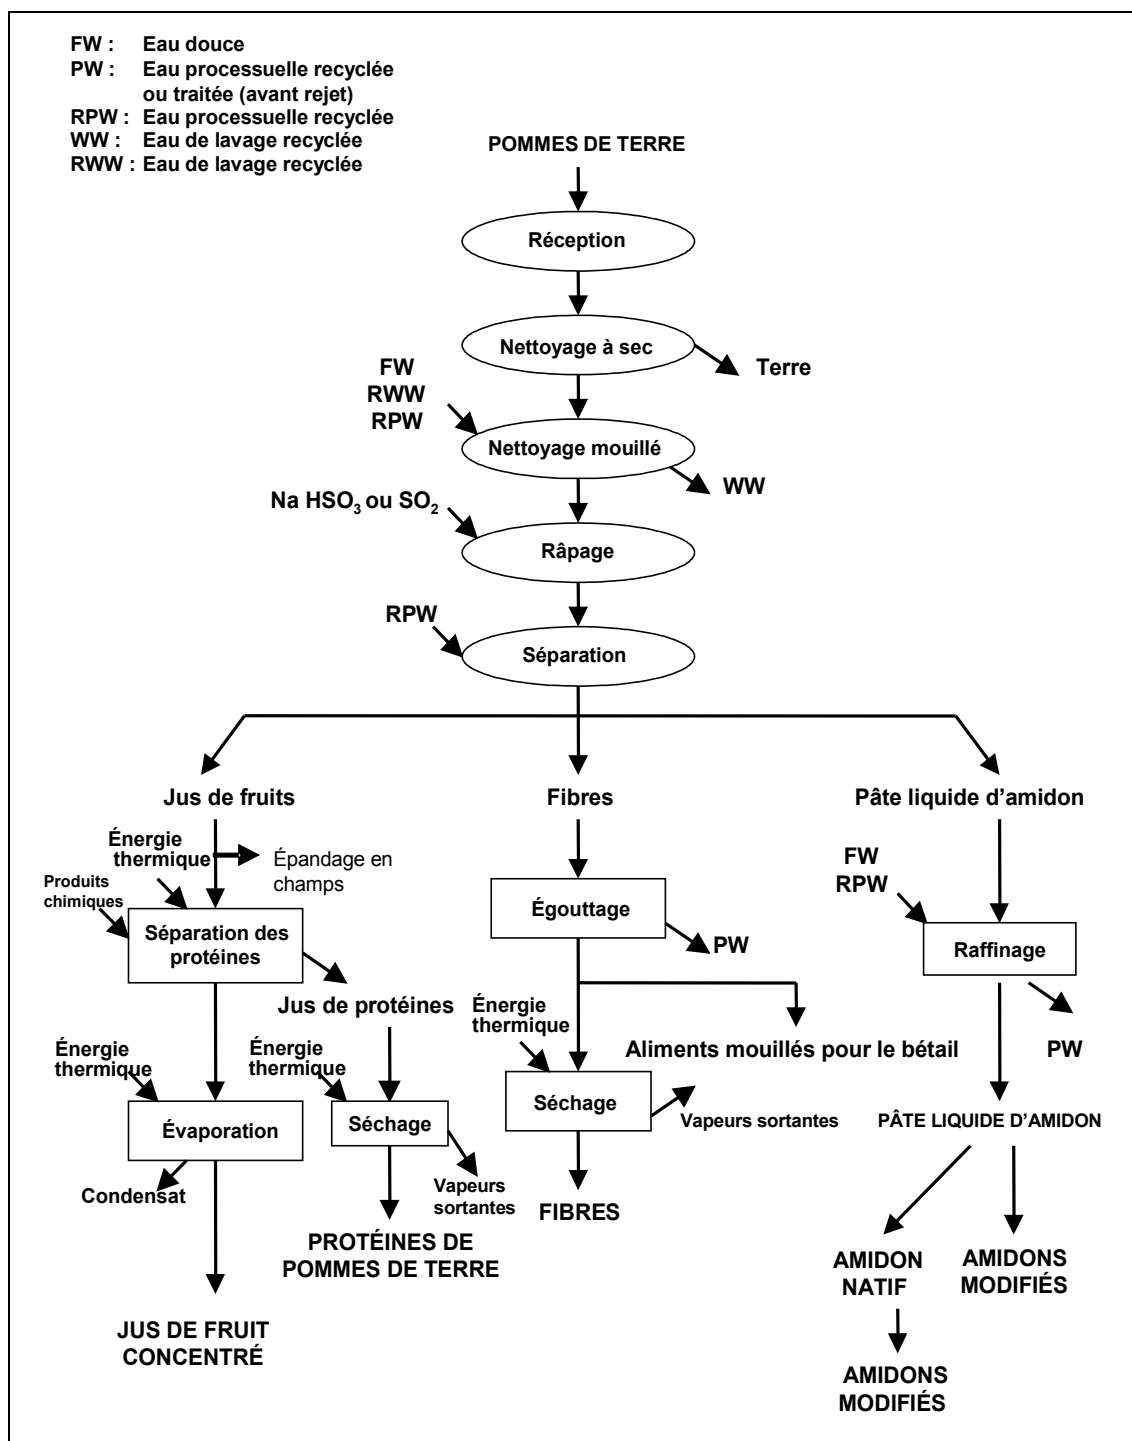 FW : Eau douce
PW : Eau processuelle recyclée
ou traitée (avant rejet)
RPW : Eau processuelle recyclée
WW : Eau de lavage recyclée
RWW : Eau de lavage recyclée
POMMES DE TERRE
Réception
Nettoyage à sec
Terre
FW
RWW
RPW
Nettoyage mouillé
WW
Na HSO₃ ou SO₂
Râpage
RPW
Séparation
Jus de fruits
Fibres
Pâte liquide d’amidon
Énergie
thermique
Épandage en
champs
Produits
chimiques
Séparation des
protéines
Jus de protéines
Énergie
thermique
Évaporation
Condensat
JUS DE FRUIT
CONCENTRÉ
Énergie
thermique
Séchage
Vapeurs
sortantes
PROTÉINES DE
POMMES DE TERRE
Égouttage
PW
Énergie
thermique
Aliments mouillés pour le bétail
Séchage
Vapeurs sortantes
FIBRES
FW
RPW
Raffinage
PW
PÂTE LIQUIDE D’AMIDON
AMIDON
NATIF
AMIDONS
MODIFIÉS
AMIDONS
MODIFIÉS